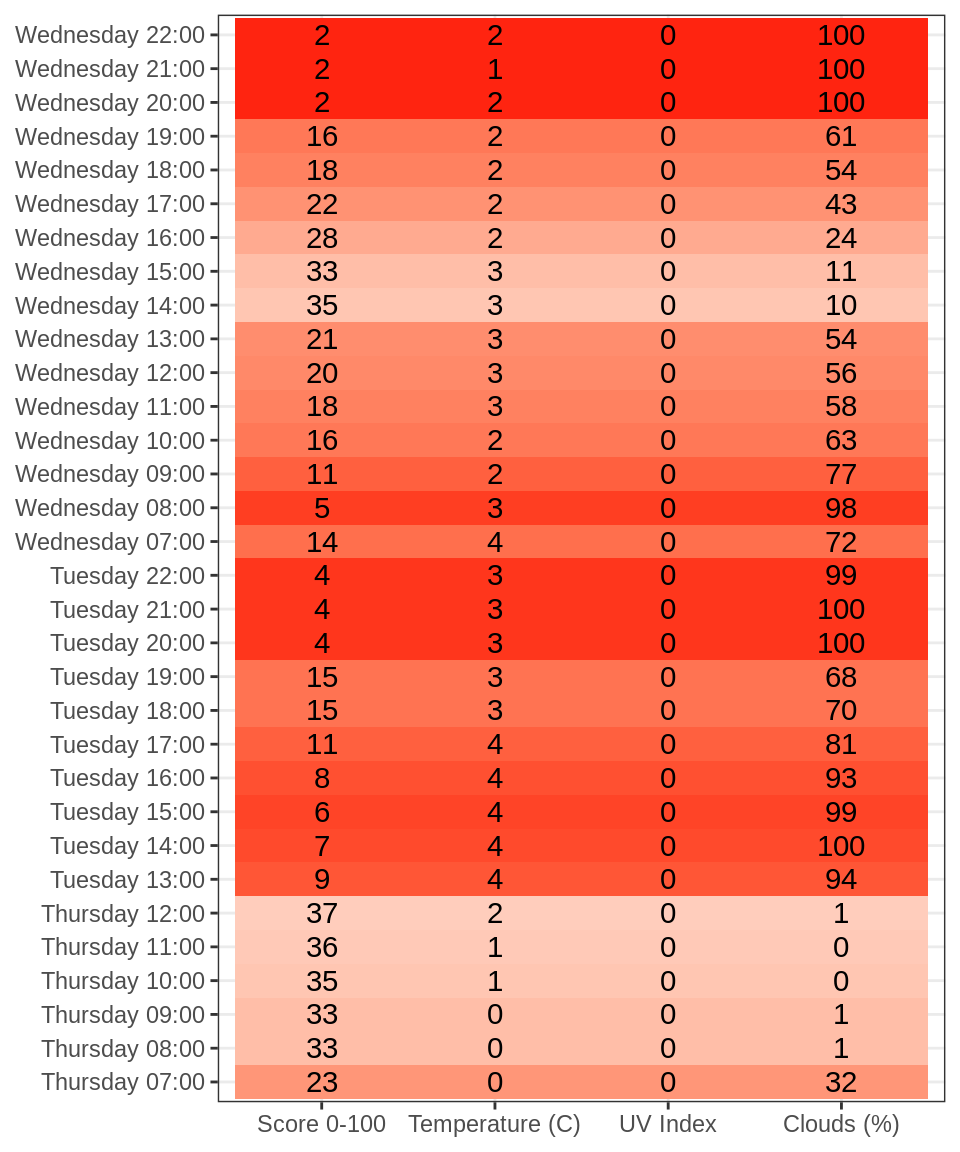 Wednesday 22:00 2 2 0 100
Wednesday 21:00 2 1 0 100
Wednesday 20:00 2 2 0 100
Wednesday 19:00 16 2 0 61
Wednesday 18:00 18 2 0 54
Wednesday 17:00 22 2 0 43
Wednesday 16:00 28 2 0 24
Wednesday 15:00 33 3 0 11
Wednesday 14:00 35 3 0 10
Wednesday 13:00 21 3 0 54
Wednesday 12:00 20 3 0 56
Wednesday 11:00 18 3 0 58
Wednesday 10:00 16 2 0 63
Wednesday 09:00 11 2 0 77
Wednesday 08:00 5 3 0 98
Wednesday 07:00 14 4 0 72
Tuesday 22:00 4 3 0 99
Tuesday 21:00 4 3 0 100
Tuesday 20:00 4 3 0 100
Tuesday 19:00 15 3 0 68
Tuesday 18:00 15 3 0 70
Tuesday 17:00 11 4 0 81
Tuesday 16:00 8 4 0 93
Tuesday 15:00 6 4 0 99
Tuesday 14:00 7 4 0 100
Tuesday 13:00 9 4 0 94
Thursday 12:00 37 2 0 1
Thursday 11:00 36 1 0 0
Thursday 10:00 35 1 0 0
Thursday 09:00 33 0 0 1
Thursday 08:00 33 0 0 1
Thursday 07:00 23 0 0 32
Score 0-100 Temperature (C) UV Index Clouds (%)